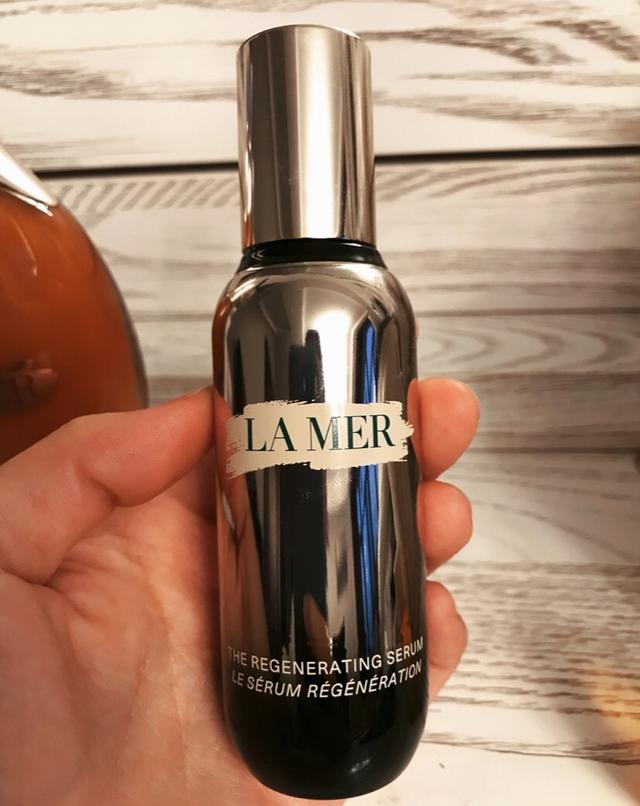 LA MER
THE REGENERATING SERUM
LE SÉRUM RÉGÉNÉRATION